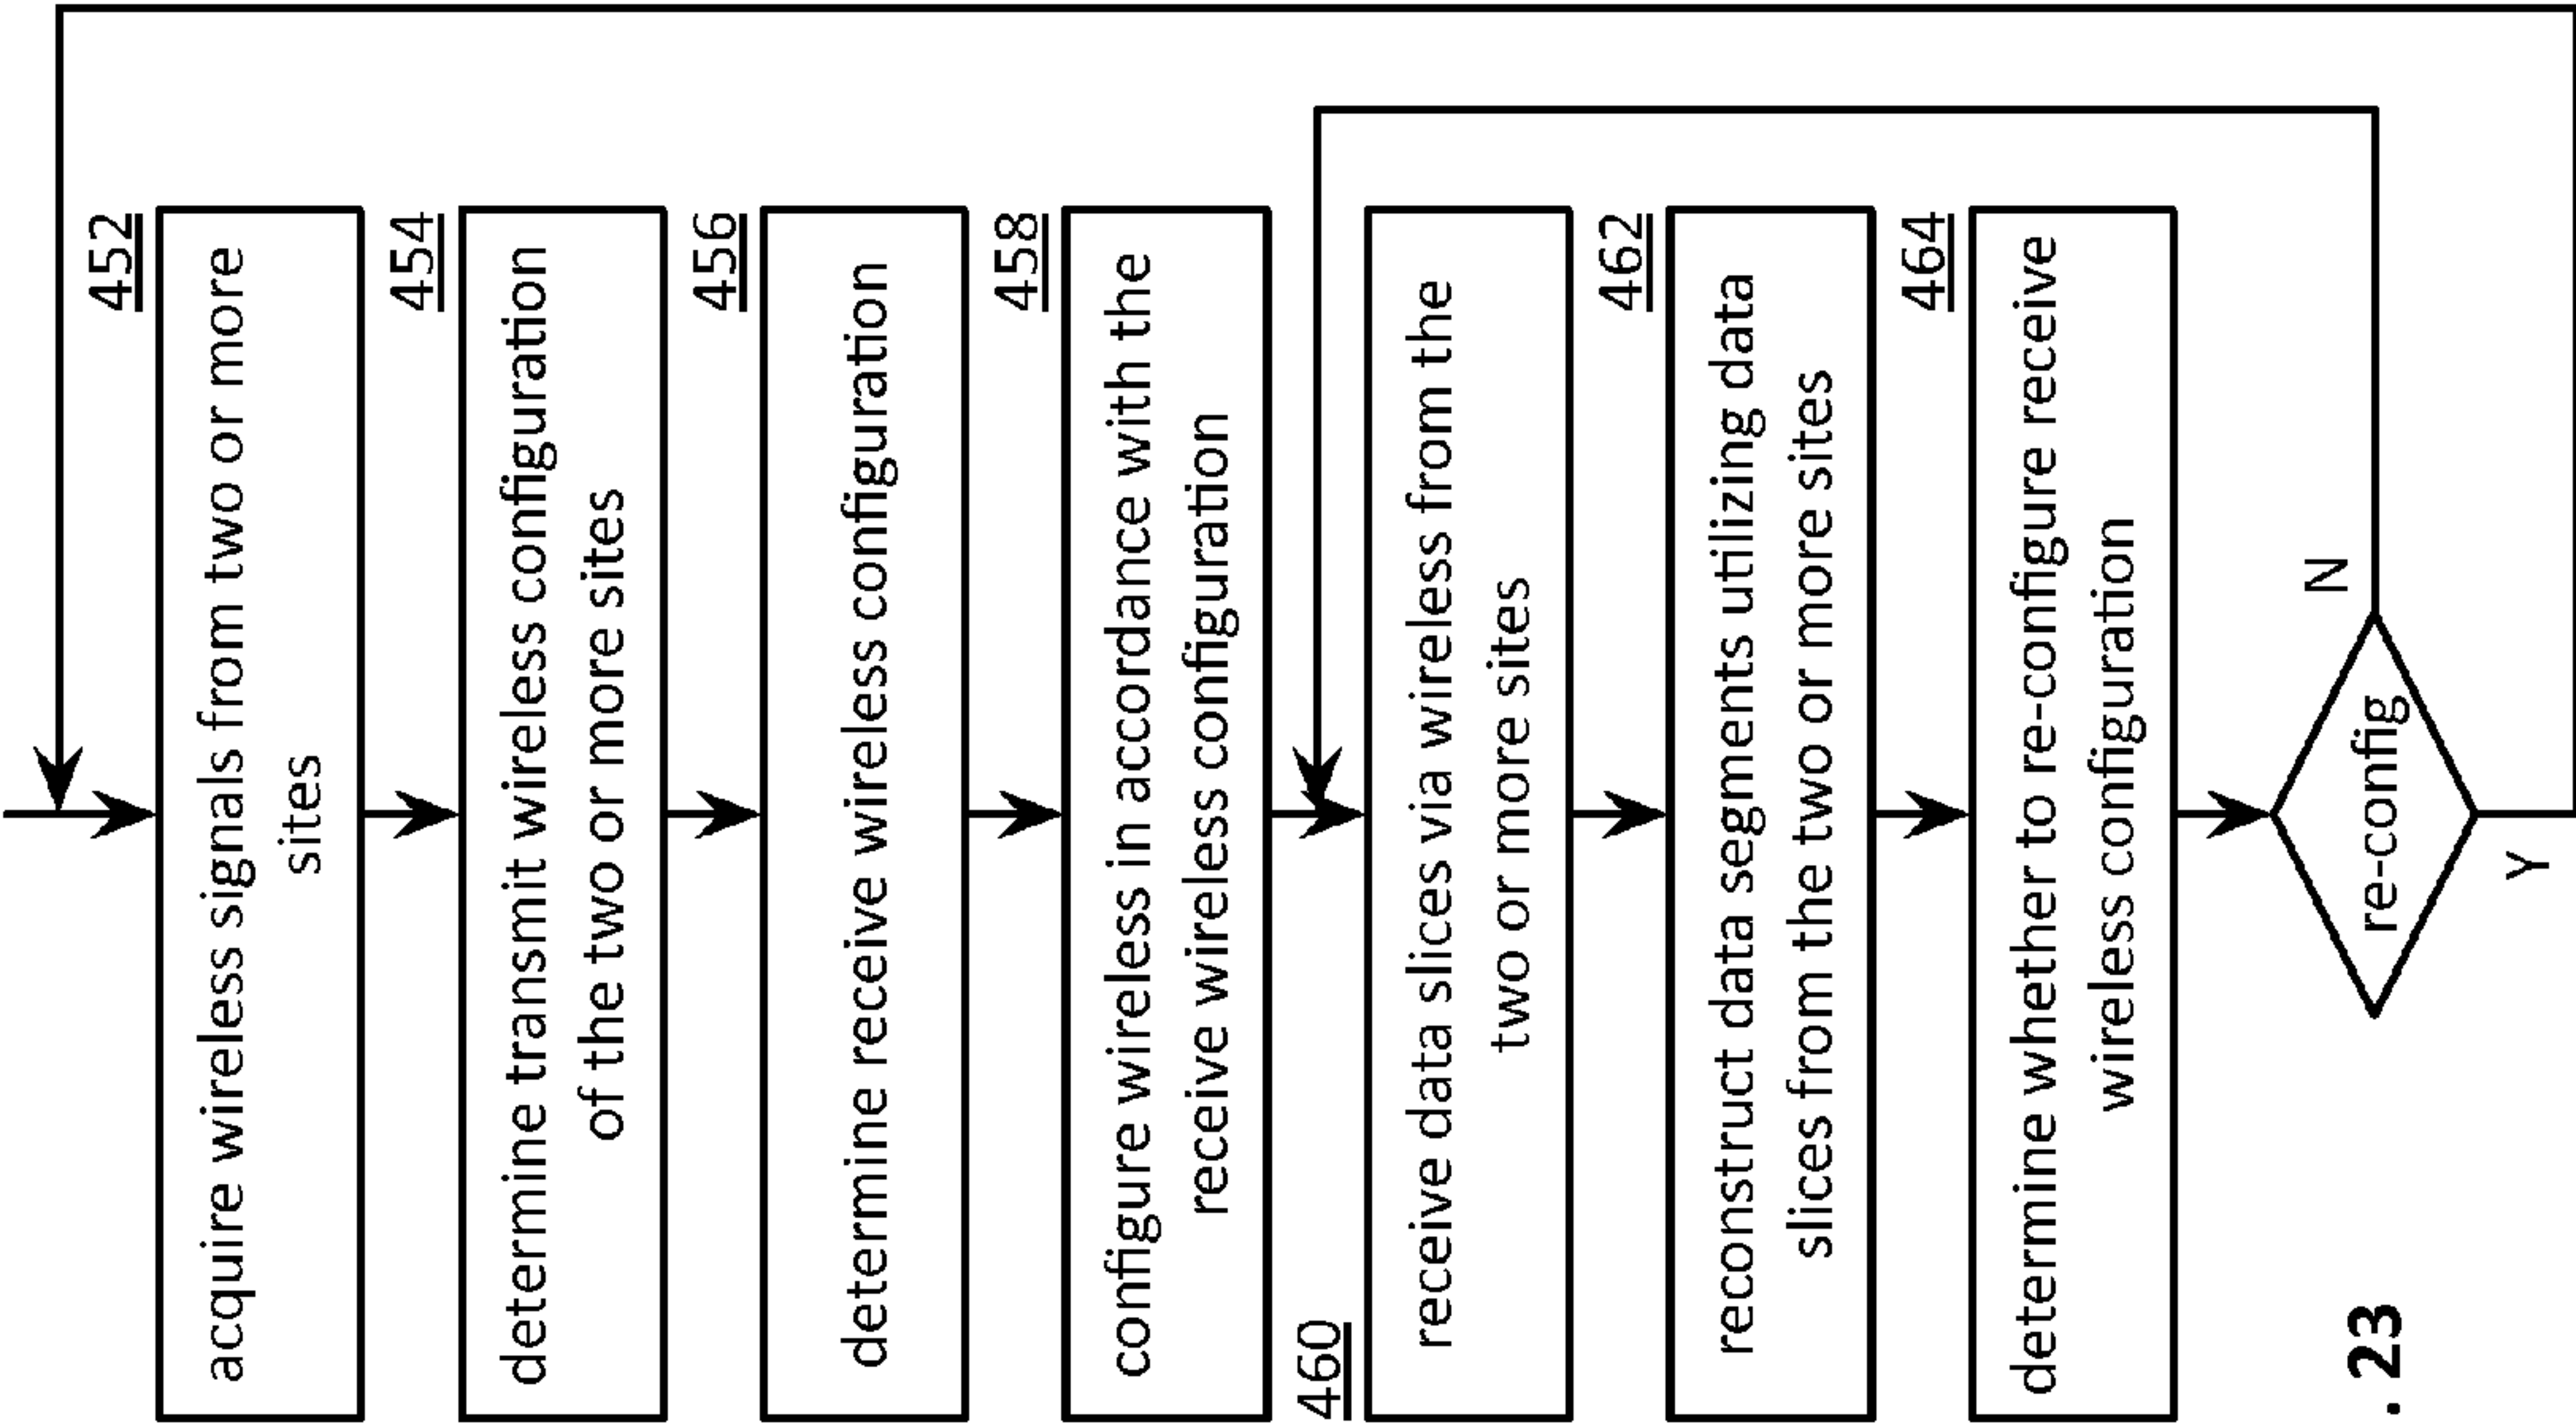 452
acquire wireless signals from two or more
sites
454
determine transmit wireless configuration
of the two or more sites
456
determine receive wireless configuration
458
configure wireless in accordance with the
receive wireless configuration
460
receive data slices via wireless from the
two or more sites
462
reconstruct data segments utilizing data
slices from the two or more sites
464
determine whether to re-configure receive
wireless configuration
re-config
N
Y
. 23